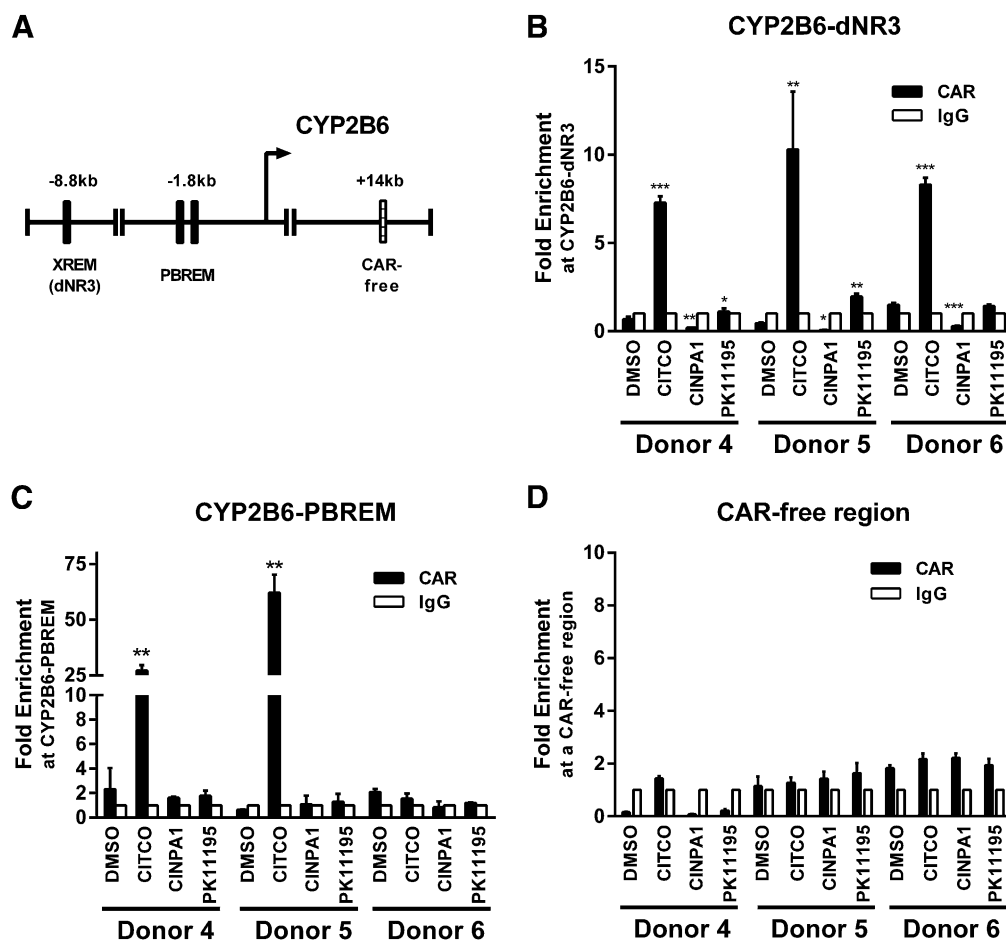 A
CYP2B6
-8.8kb
-1.8kb
+14kb
XREM
(dNR3)
PBREM
CAR-
free
B
CYP2B6-dNR3
Fold Enrichment
at CYP2B6-dNR3
15
10
5
0
CAR
IgG
***
**
*
**
*
**
***
***
DMSO
CITCO
CINPA1
PK11195
DMSO
CITCO
CINPA1
PK11195
DMSO
CITCO
CINPA1
PK11195
Donor 4
Donor 5
Donor 6
C
CYP2B6-PBREM
Fold Enrichment
at CYP2B6-PBREM
75
50
25
10
8
6
4
2
0
CAR
IgG
**
**
DMSO
CITCO
CINPA1
PK11195
DMSO
CITCO
CINPA1
PK11195
DMSO
CITCO
CINPA1
PK11195
Donor 4
Donor 5
Donor 6
D
CAR-free region
Fold Enrichment
at a CAR-free region
10
8
6
4
2
0
CAR
IgG
DMSO
CITCO
CINPA1
PK11195
DMSO
CITCO
CINPA1
PK11195
DMSO
CITCO
CINPA1
PK11195
Donor 4
Donor 5
Donor 6